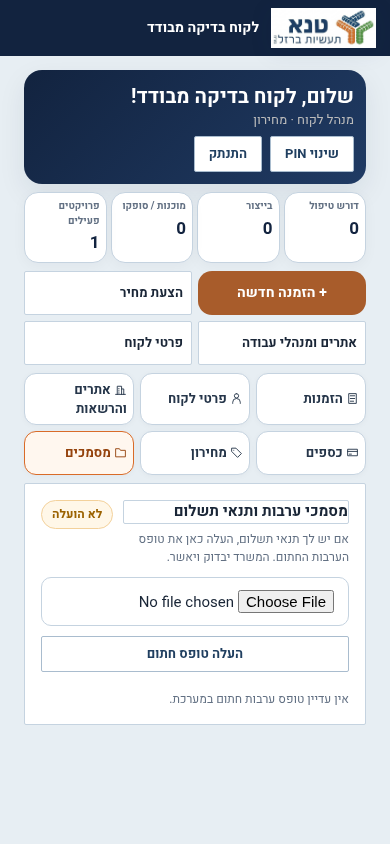 טנא
תעשיות ברזל
לקוח בדיקה מבודד
שלום, לקוח בדיקה מבודד!
מנהל לקוח · מחירון
שינוי PIN
התנתק
דורש טיפול
0
בייצור
0
מוכנות / סופקו
0
פרויקטים
פעילים
1
+ הזמנה חדשה
הצעת מחיר
אתרים ומנהלי עבודה
פרטי לקוח
הזמנות
פרטי לקוח
אתרים
והרשאות
כספים
מחירון
מסמכים
מסמכי ערבות ותנאי תשלום
לא הועלה
אם יש לך תנאי תשלום, העלה כאן את טופס
הערבות החתום. המשרד יבדוק ויאשר.
Choose File No file chosen
העלה טופס חתום
אין עדיין טופס ערבות חתום במערכת.